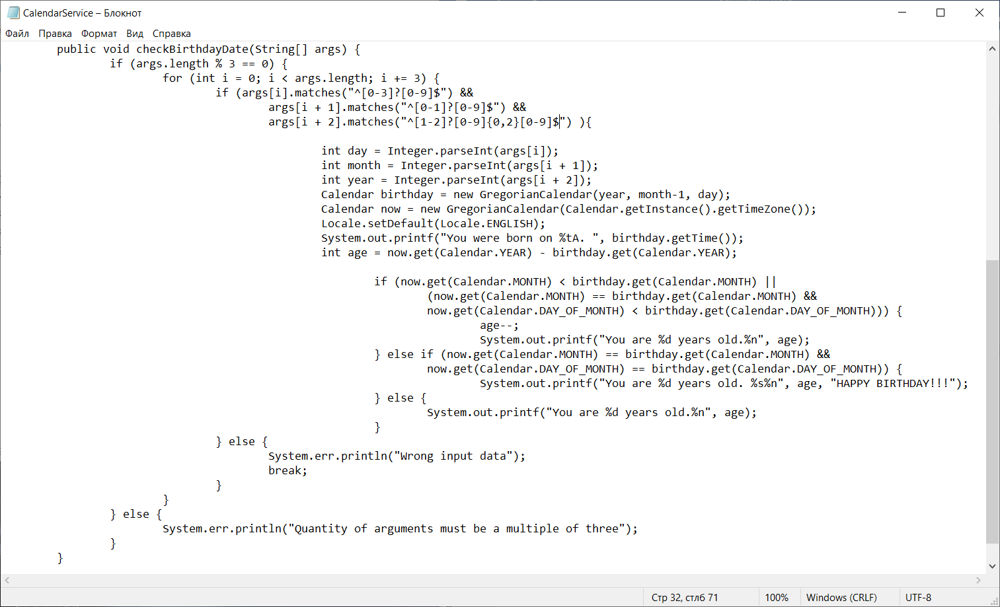 CalendarService – Блокнот
Файл Правка Формат Вид Справка
public void checkBirthdayDate(String[] args) {
if (args.length % 3 == 0) {
for (int i = 0; i < args.length; i += 3) {
if (args[i].matches("^[0-3]?[0-9]$") &&
args[i + 1].matches("^[0-1]?[0-9]$") &&
args[i + 2].matches("^[1-2]?[0-9]{0,2}[0-9]$") ){
int day = Integer.parseInt(args[i]);
int month = Integer.parseInt(args[i + 1]);
int year = Integer.parseInt(args[i + 2]);
Calendar birthday = new GregorianCalendar(year, month-1, day);
Calendar now = new GregorianCalendar(Calendar.getInstance().getTimeZone());
Locale.setDefault(Locale.ENGLISH);
System.out.printf("You were born on %tA. ", birthday.getTime());
int age = now.get(Calendar.YEAR) - birthday.get(Calendar.YEAR);
if (now.get(Calendar.MONTH) < birthday.get(Calendar.MONTH) ||
(now.get(Calendar.MONTH) == birthday.get(Calendar.MONTH) &&
now.get(Calendar.DAY_OF_MONTH) < birthday.get(Calendar.DAY_OF_MONTH))) {
age--;
System.out.printf("You are %d years old.%n", age);
} else if (now.get(Calendar.MONTH) == birthday.get(Calendar.MONTH) &&
now.get(Calendar.DAY_OF_MONTH) == birthday.get(Calendar.DAY_OF_MONTH)) {
System.out.printf("You are %d years old. %s%n", age, "HAPPY BIRTHDAY!!!");
} else {
System.out.printf("You are %d years old.%n", age);
}
} else {
System.err.println("Wrong input data");
break;
}
}
} else {
System.err.println("Quantity of arguments must be a multiple of three");
}
}
Стр 32, стлб 71 100% Windows (CRLF) UTF-8